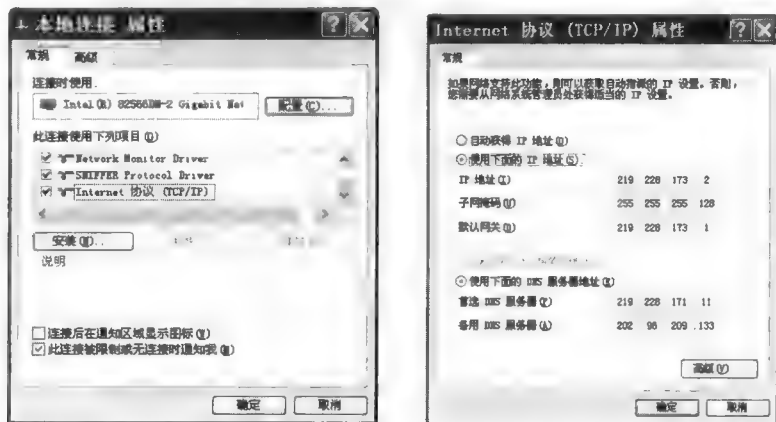 本地连接 属性
常规 高级
连接时使用:
Intel(R) 82566DM-2 Gigabit Net
配置(C)...
此连接使用下列项目(O)
Network Monitor Driver
SNIFFER Protocol Driver
Internet 协议 (TCP/IP)
安装(N)...
说明
连接后在通知区域显示图标(W)
此连接被限制或无连接时通知我(M)
确定 取消
Internet 协议 (TCP/IP) 属性
常规
如果网络支持此功能,则可以获取自动指派的 IP 设置。否则,
您需要从网络系统管理员处获得适当的 IP 设置。
自动获得 IP 地址(O)
使用下面的 IP 地址(S):
IP 地址(I) 219 228 173 2
子网掩码(U) 255 255 255 128
默认网关(D) 219 228 173 1
使用下面的 DNS 服务器地址(E)
首选 DNS 服务器(P) 219 228 171 11
备用 DNS 服务器(A) 202 96 209 .133
高级(V)
确定 取消